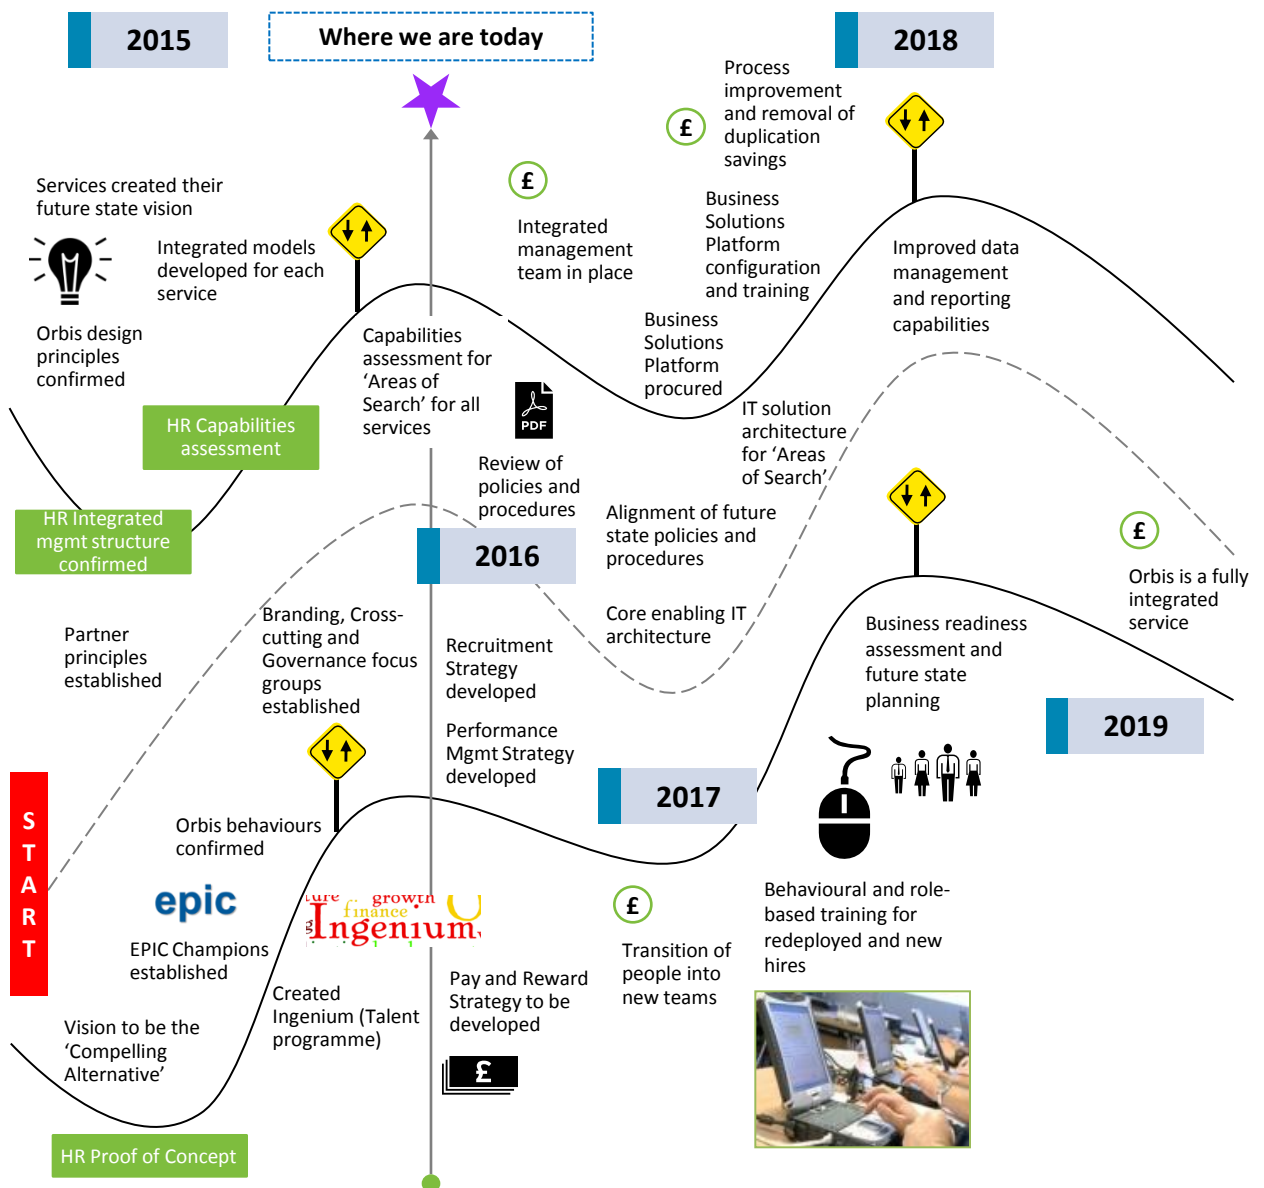 2015
Where we are today
2018
Process
improvement
and removal of
duplication
savings
£
£
Services created their
future state vision
Integrated models
developed for each
service
Orbis design
principles
confirmed
Integrated
management
team in place
Business
Solutions
Platform
configuration
and training
Improved data
management
and reporting
capabilities
Business
Solutions
Platform
procured
Capabilities
assessment for
‘Areas of
Search’ for all
services
PDF
HR Capabilities
assessment
IT solution
architecture
for ‘Areas
of Search’
Review of
policies and
procedures
HR Integrated
mgmt structure
confirmed
Alignment of future
state policies and
procedures
2016
£
Orbis is a fully
integrated
service
Partner
principles
established
Branding, Cross-
cutting and
Governance focus
groups
established
Core enabling IT
architecture
Recruitment
Strategy
developed
Business readiness
assessment and
future state
planning
Performance
Mgmt Strategy
developed
2019
2017
START
Orbis behaviours
confirmed
epic
EPIC Champions
established
growth
finance
Ingenium
Created
Ingenium (Talent
programme)
£
Transition of
people into
new teams
Behavioural and role-
based training for
redeployed and new
hires
Pay and Reward
Strategy to be
developed
£
Vision to be the
‘Compelling
Alternative’
HR Proof of Concept